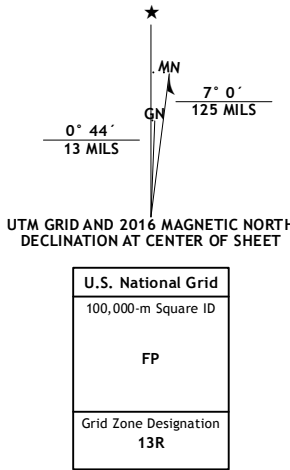 ★
MN
GN
7° 0´
125 MILS
0° 44´
13 MILS
UTM GRID AND 2016 MAGNETIC NORTH
DECLINATION AT CENTER OF SHEET
U.S. National Grid
100,000-m Square ID
FP
Grid Zone Designation
13R